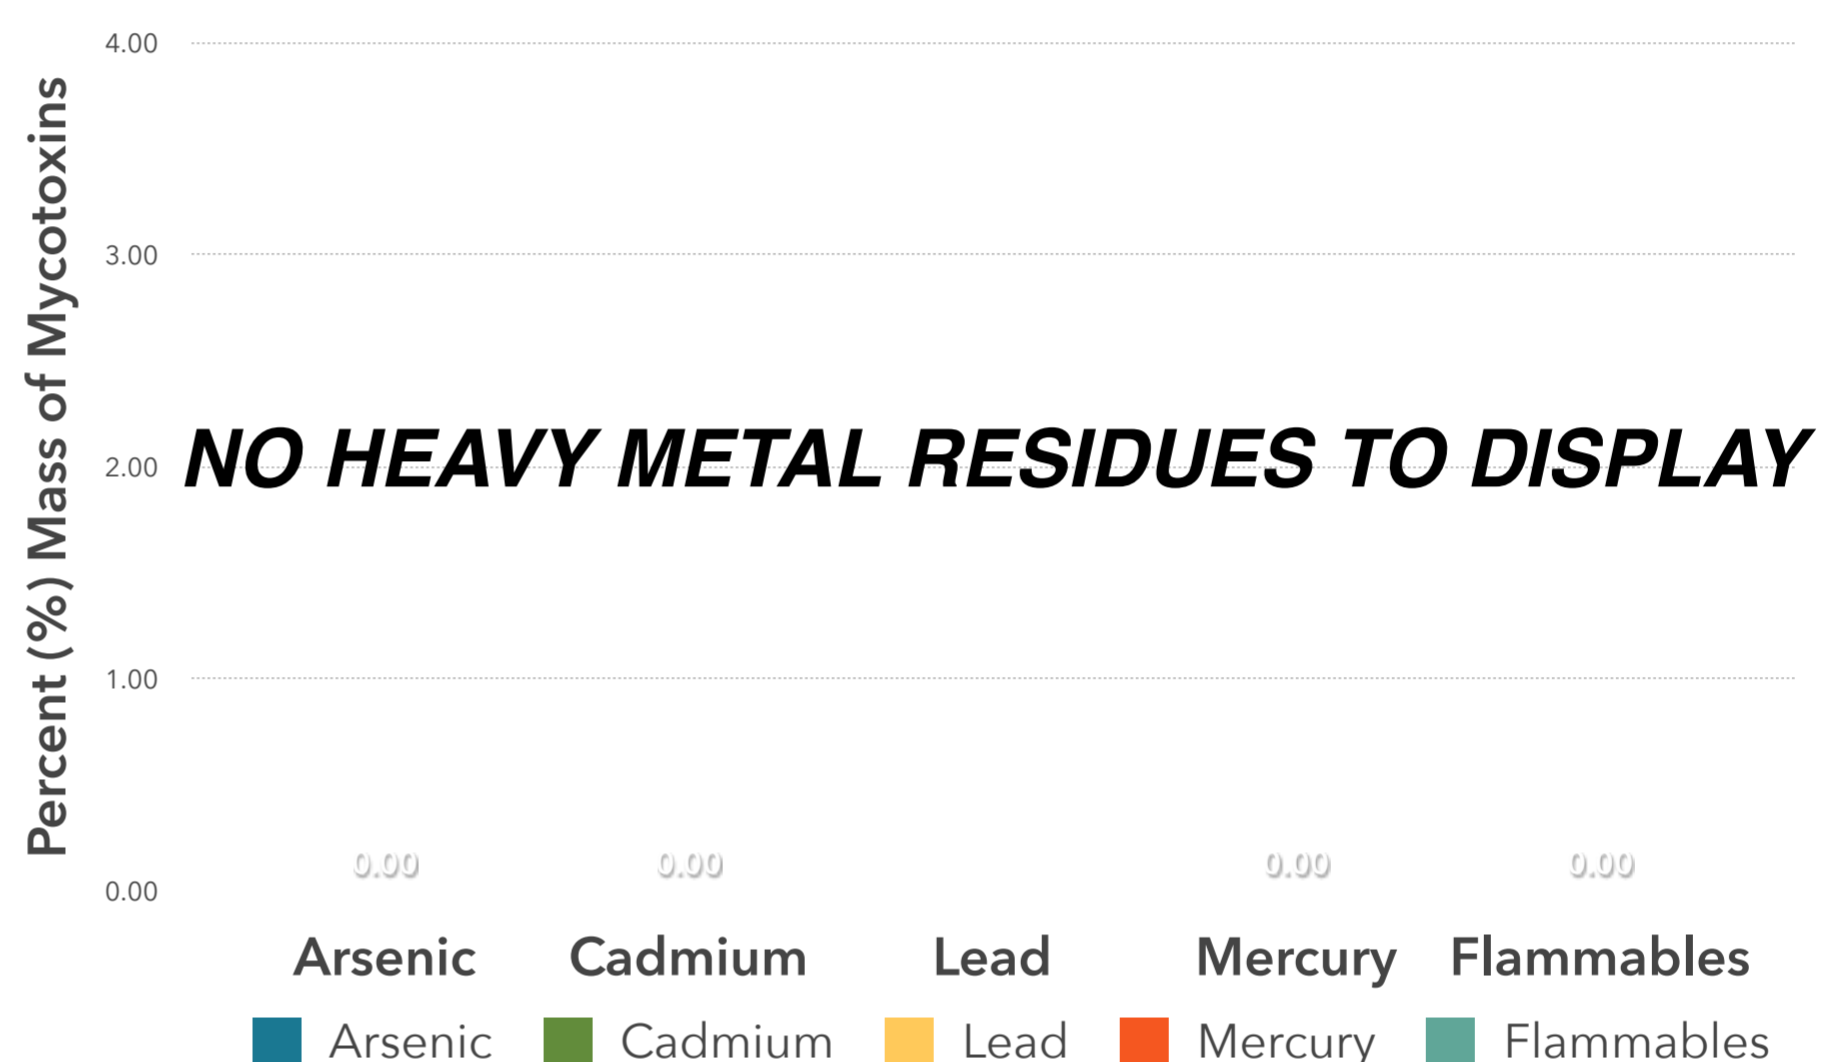 Percent (%) Mass of Mycotoxins
4.00
3.00
2.00
1.00
0.00
NO HEAVY METAL RESIDUES TO DISPLAY
0.00 0.00 0.00 0.00
Arsenic Cadmium Lead Mercury Flammables
Arsenic Cadmium Lead Mercury Flammables